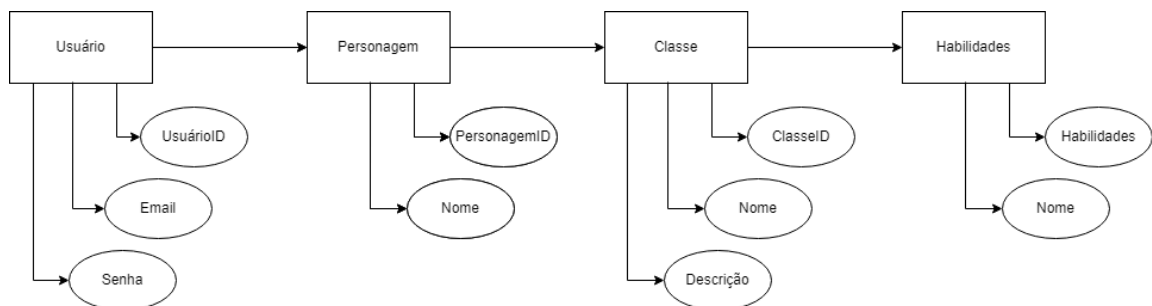 Usuário
Personagem
Classe
Habilidades
UsuárioID
PersonagemID
ClasseID
Habilidades
Email
Nome
Nome
Nome
Senha
Descrição